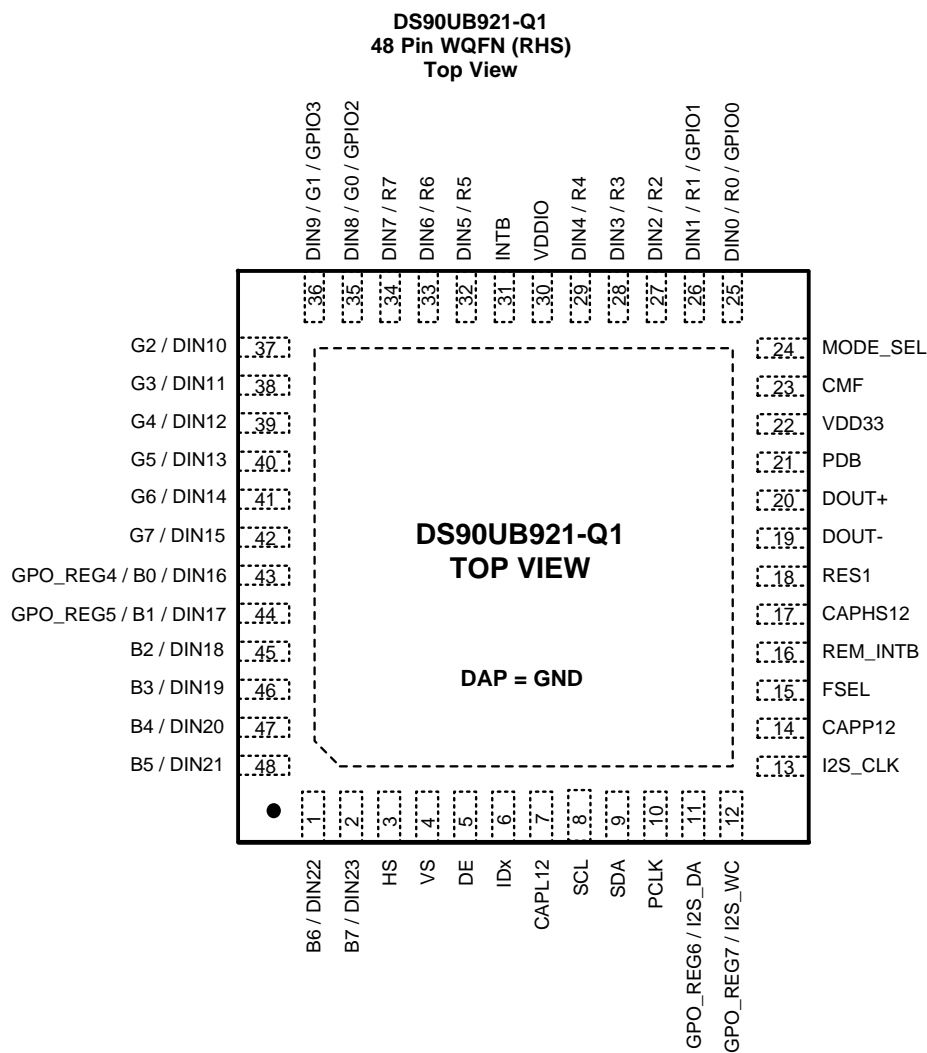 DS90UB921-Q1
48 Pin WQFN (RHS)
Top View
DIN9 / G1 / GPIO3
DIN8 / G0 / GPIO2
DIN7 / R7
DIN6 / R6
DIN5 / R5
INTB
VDDIO
DIN4 / R4
DIN3 / R3
DIN2 / R2
DIN1 / R1 / GPIO1
DIN0 / R0 / GPIO0
36
35
34
33
32
31
30
29
28
27
26
25
G2 / DIN10 37
G3 / DIN11 38
G4 / DIN12 39
G5 / DIN13 40
G6 / DIN14 41
G7 / DIN15 42
GPO_REG4 / B0 / DIN16 43
GPO_REG5 / B1 / DIN17 44
B2 / DIN18 45
B3 / DIN19 46
B4 / DIN20 47
B5 / DIN21 48
DS90UB921-Q1
TOP VIEW
DAP = GND
24 MODE_SEL
23 CMF
22 VDD33
21 PDB
20 DOUT+
19 DOUT-
18 RES1
17 CAPHS12
16 REM_INTB
15 FSEL
14 CAPP12
13 I2S_CLK
1
2
3
4
5
6
7
8
9
10
11
12
B6 / DIN22
B7 / DIN23
HS
VS
DE
IDx
CAPL12
SCL
SDA
PCLK
GPO_REG6 / I2S_DA
GPO_REG7 / I2S_WC